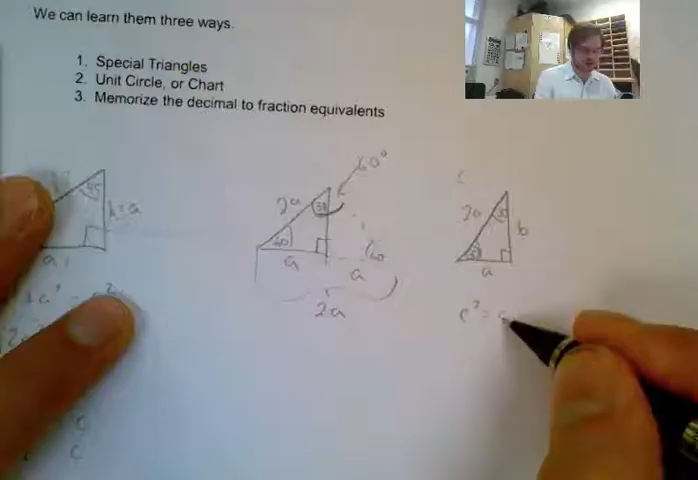 We can learn them three ways.
1. Special Triangles
2. Unit Circle, or Chart
3. Memorize the decimal to fraction equivalents
60°
45
b=a
2a
30
60
a
a
60
2a
2a
30
b
60
a
c² =